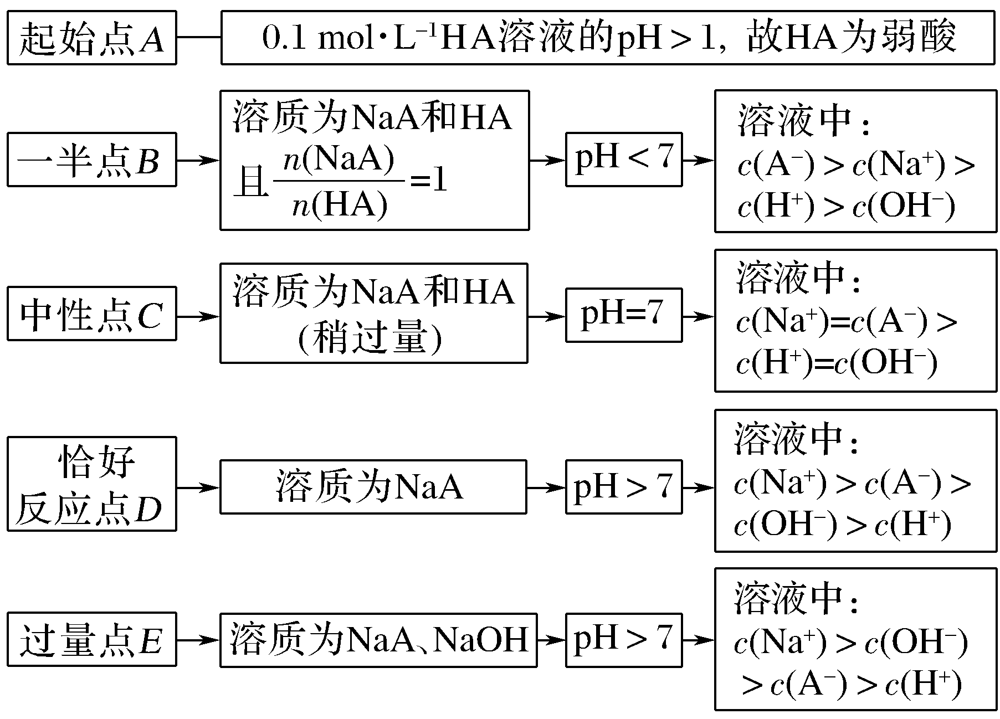 起始点A
0.1 mol·L⁻¹HA溶液的pH＞1, 故HA为弱酸
一半点B
溶质为NaA和HA
且n(NaA)/n(HA)=1
pH＜7
溶液中：
c(A⁻)＞c(Na⁺)＞
c(H⁺)＞c(OH⁻)
中性点C
溶质为NaA和HA
(稍过量)
pH=7
溶液中：
c(Na⁺)=c(A⁻)＞
c(H⁺)=c(OH⁻)
恰好
反应点D
溶质为NaA
pH＞7
溶液中：
c(Na⁺)＞c(A⁻)＞
c(OH⁻)＞c(H⁺)
过量点E
溶质为NaA、NaOH
pH＞7
溶液中：
c(Na⁺)＞c(OH⁻)
＞c(A⁻)＞c(H⁺)